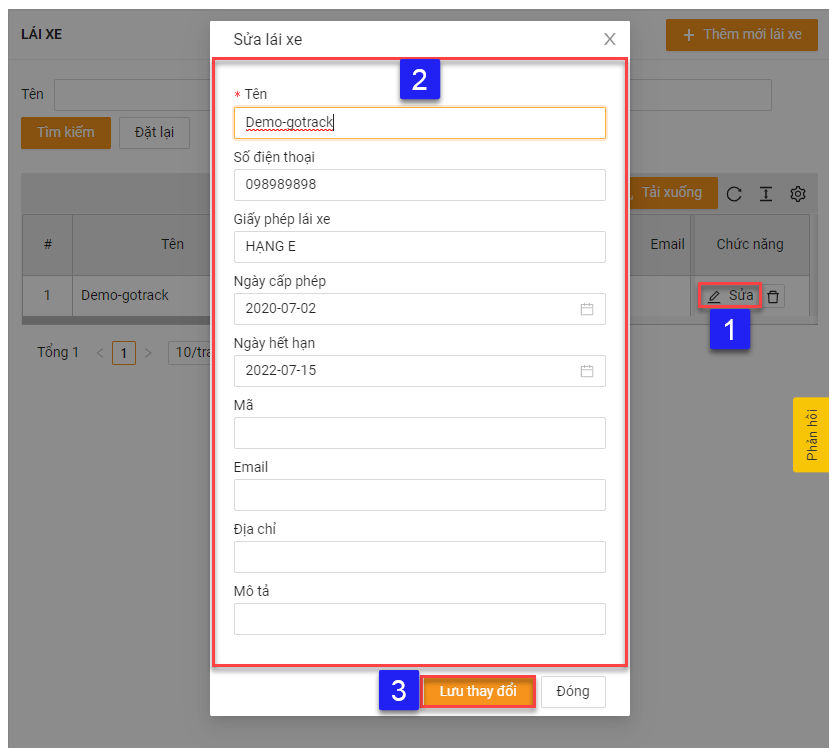 LÁI XE
+ Thêm mới lái xe
Tên
Tìm kiếm
Đặt lại
Tải xuống
# Tên Email Chức năng
1 Demo-gotrack Sửa
1
Tổng 1 < 1 > 10/tra
Phản hồi
Sửa lái xe X
2
* Tên
Demo-gotrack
Số điện thoại
098989898
Giấy phép lái xe
HẠNG E
Ngày cấp phép
2020-07-02
Ngày hết hạn
2022-07-15
Mã
Email
Địa chỉ
Mô tả
3
Lưu thay đổi
Đóng